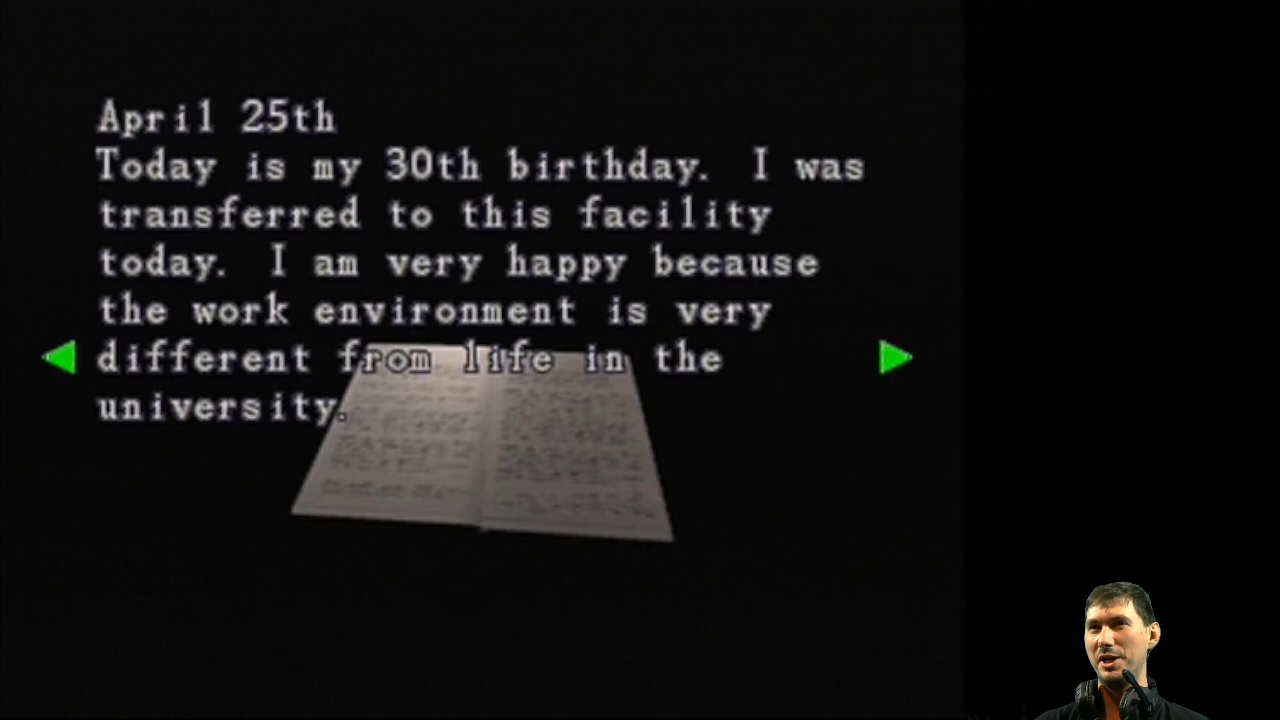 April 25th
Today is my 30th birthday. I was
transferred to this facility
today. I am very happy because
the work environment is very
different from life in the
university.